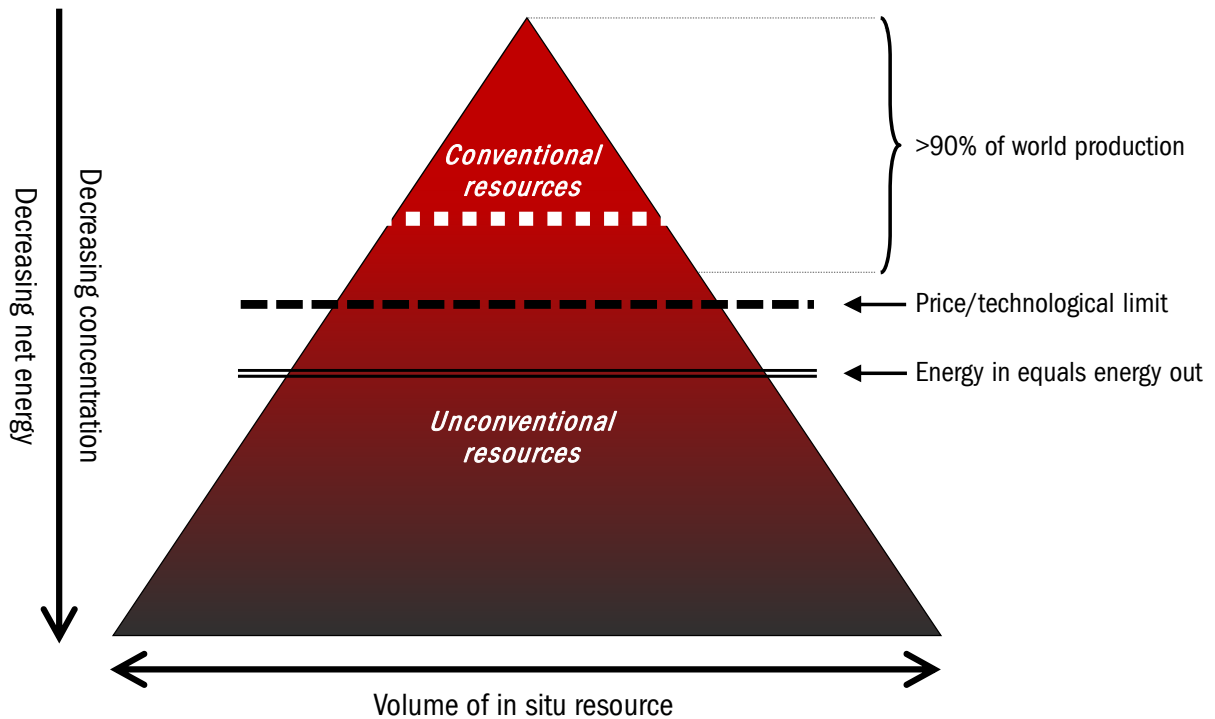 Decreasing concentration
Decreasing net energy
Conventional
resources
>90% of world production
Price/technological limit
Energy in equals energy out
Unconventional
resources
Volume of in situ resource